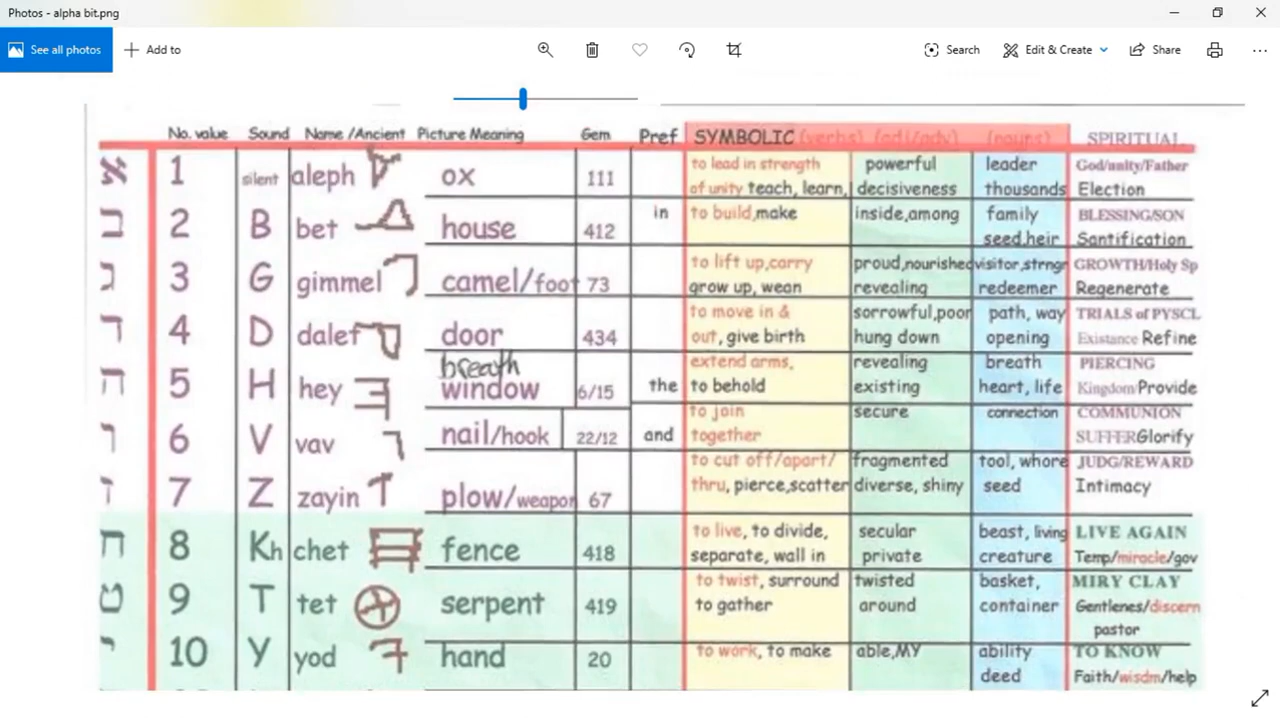 Photos - alpha bit.png
See all photos
Add to
Search
Edit & Create
Share
No. value Sound Name /Ancient Picture Meaning Gem Pref SYMBOLIC (verbs) (adj/adv) (nouns) SPIRITUAL
א 1 silent aleph ox 111 to lead in strength powerful leader God/unity/Father
of unity teach, learn, decisiveness thousands Election
ב 2 B bet house 412 in to build,make inside,among family BLESSING/SON
seed,heir Santification
ג 3 G gimmel camel/foot 73 to lift up,carry proud,nourished visitor,strngr GROWTH/Holy Sp
grow up, wean revealing redeemer Regenerate
ד 4 D dalet door 434 to move in & sorrowful,poor path, way TRIALS of PYSCL
out, give birth hung down opening Existance Refine
ה 5 H hey breath window 6/15 the extend arms, revealing breath PIERCING
to behold existing heart, life Kingdom/Provide
ו 6 V vav nail/hook 22/12 and to join secure connection COMMUNION
together SUFFERGlorify
ז 7 Z zayin plow/weapon 67 to cut off/apart/ fragmented tool, whore JUDG/REWARD
thru, pierce,scatter diverse, shiny seed Intimacy
ח 8 Kh chet fence 418 to live, to divide, secular beast, living LIVE AGAIN
separate, wall in private creature Temp/miracle/gov
ט 9 T tet serpent 419 to twist, surround twisted basket, MIRY CLAY
to gather around container Gentlenes/discern
pastor
י 10 Y yod hand 20 to work, to make able,MY ability TO KNOW
deed Faith/wisdm/help